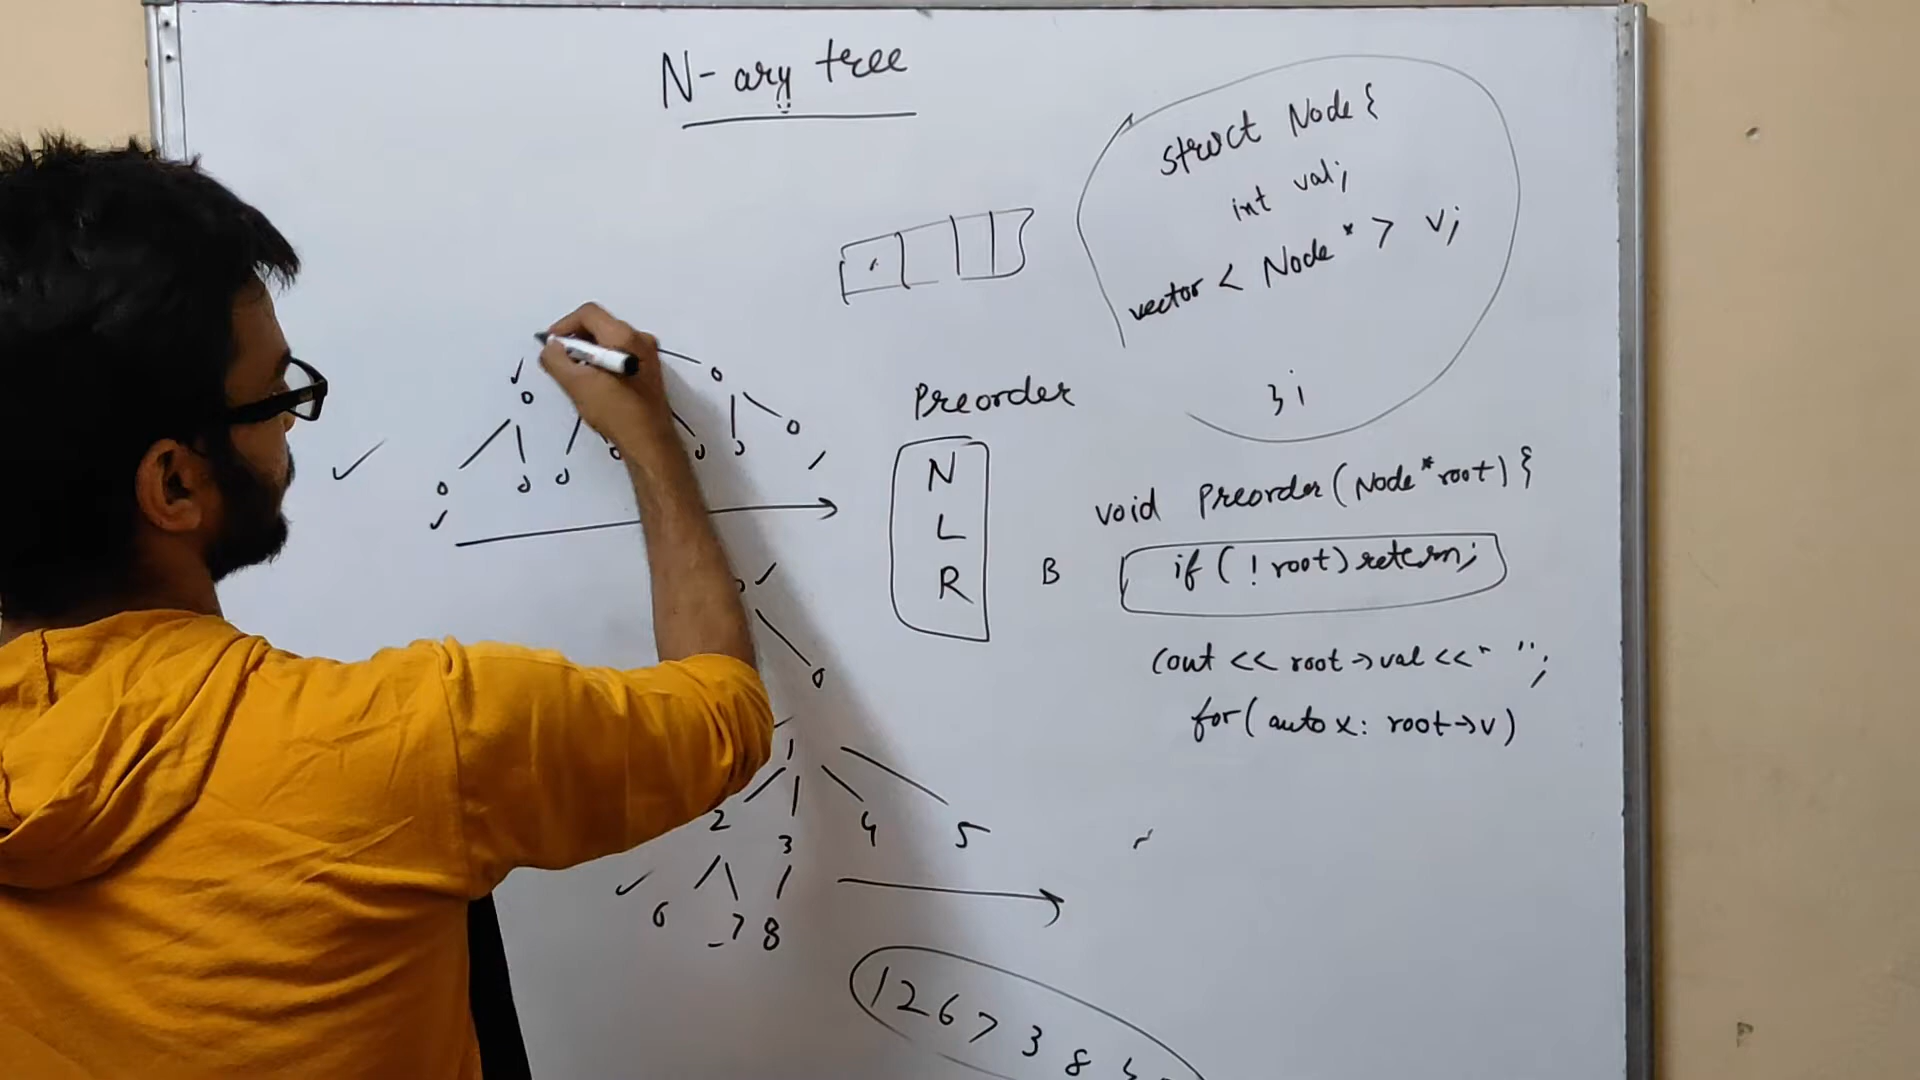 N-ary tree
struct Node {
int val;
vector < Node * > v;
};
Preorder
N
L
R
B
void Preorder (Node *root) {
if ( ! root) return;
cout << root -> val << " ";
for ( auto x : root -> v )
1
2
3
4
5
6
7
8
1 2 6 7 3 8